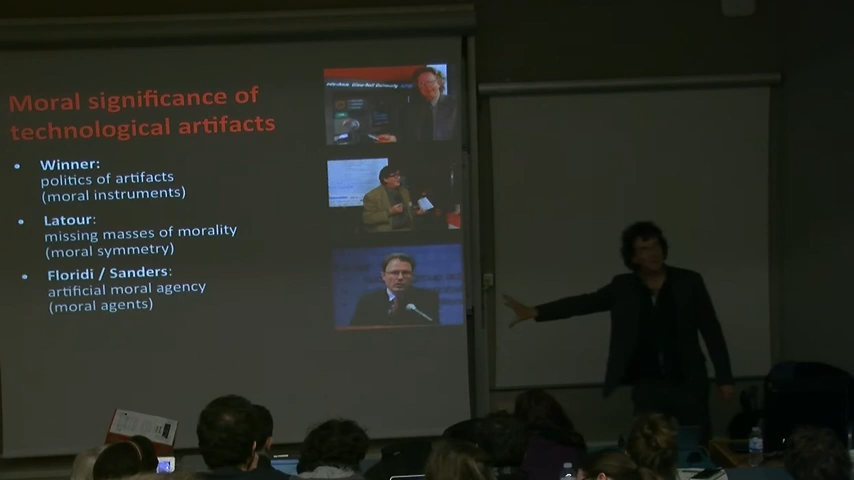 Moral significance of
technological artifacts
• Winner:
politics of artifacts
(moral instruments)
• Latour:
missing masses of morality
(moral symmetry)
• Floridi / Sanders:
artificial moral agency
(moral agents)